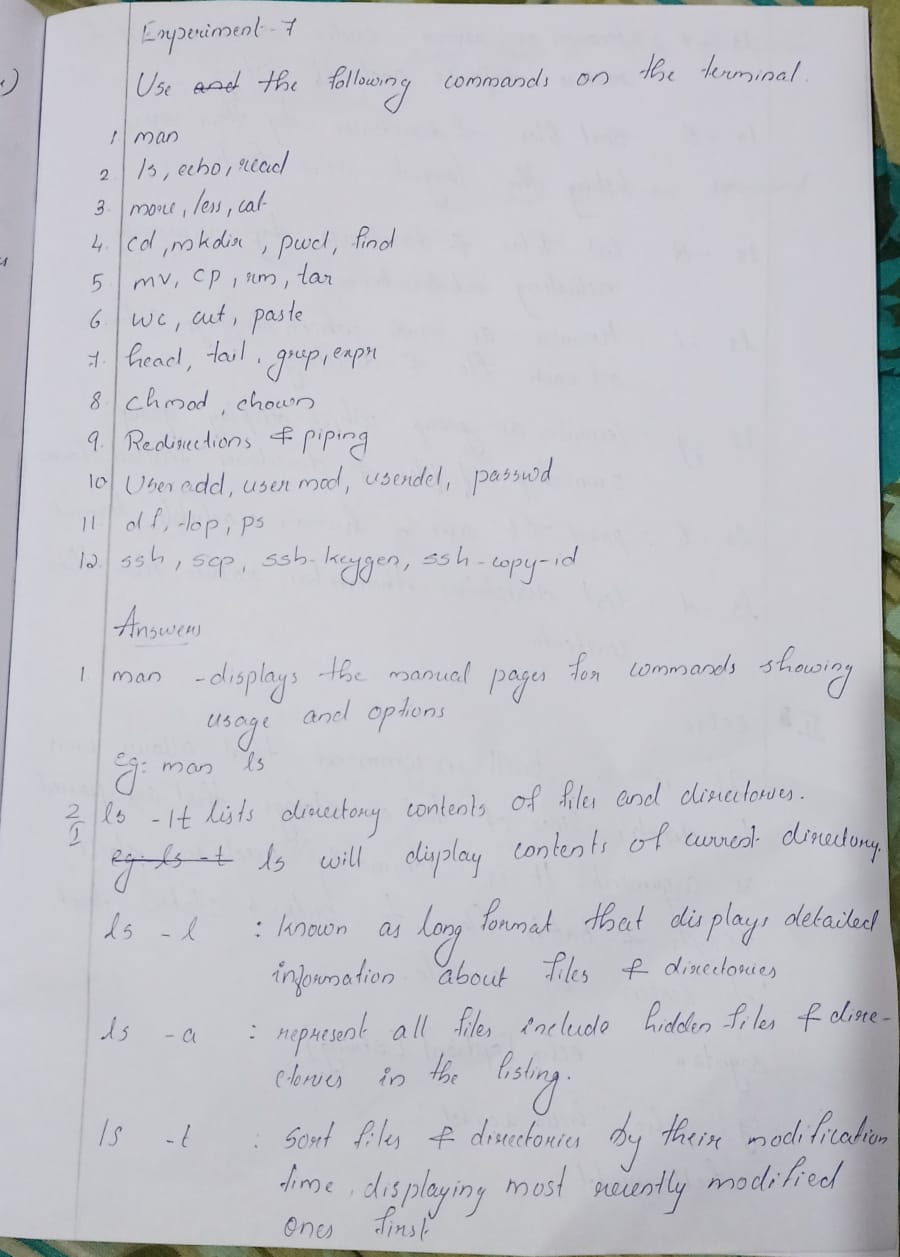 Experiment-7
Use and the following commands on the terminal.
1 man
2 ls, echo, read
3. more, less, cat
4. cd, mkdir, pwd, find
5. mv, cp, rm, tar
6. wc, cut, paste
7. head, tail, grep, expr
8 chmod, chown
9. Redirections & piping
10 User add, user mod, userdel, passwd
11 df, top, ps
12. ssh, scp, ssh-keygen, ssh-copy-id
Answers
1. man - displays the manual pages for commands showing
usage and options
eg: man ls
2/1 ls - It lists directory contents of files and directories.
eg: ls -t ls will display contents of current directory.
ls -l : known as long format that displays detailed
information about files & directories
ls -a : represent all files include hidden files & dire-
ctories in the listing.
ls -t : Sort files & directories by their modification
time, displaying most recently modified
ones first